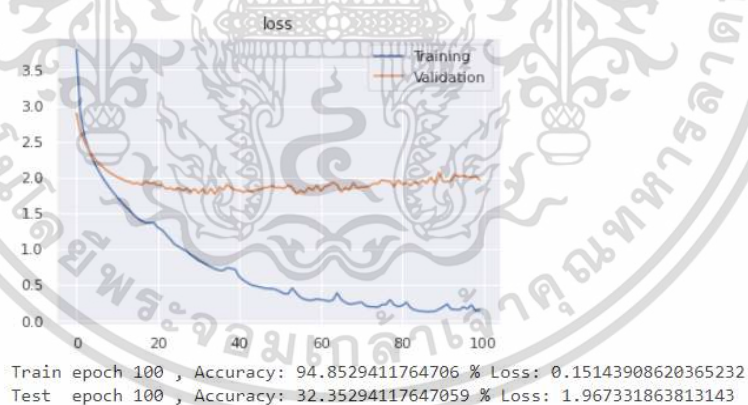 loss
Training
Validation
3.5
3.0
2.5
2.0
1.5
1.0
0.5
0.0
0 20 40 60 80 100
Train epoch 100 , Accuracy: 94.8529411764706 % Loss: 0.15143908620365232
Test epoch 100 , Accuracy: 32.35294117647059 % Loss: 1.967331863813143